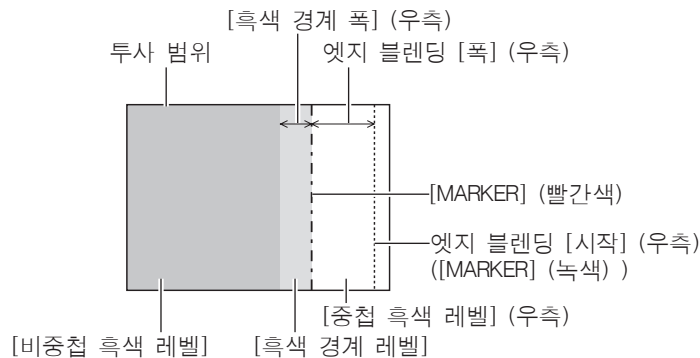 [흑색 경계 폭] (우측)
투사 범위
엣지 블렌딩 [폭] (우측)
[MARKER] (빨간색)
엣지 블렌딩 [시작] (우측)
([MARKER] (녹색) )
[중첩 흑색 레벨] (우측)
[비중첩 흑색 레벨]
[흑색 경계 레벨]